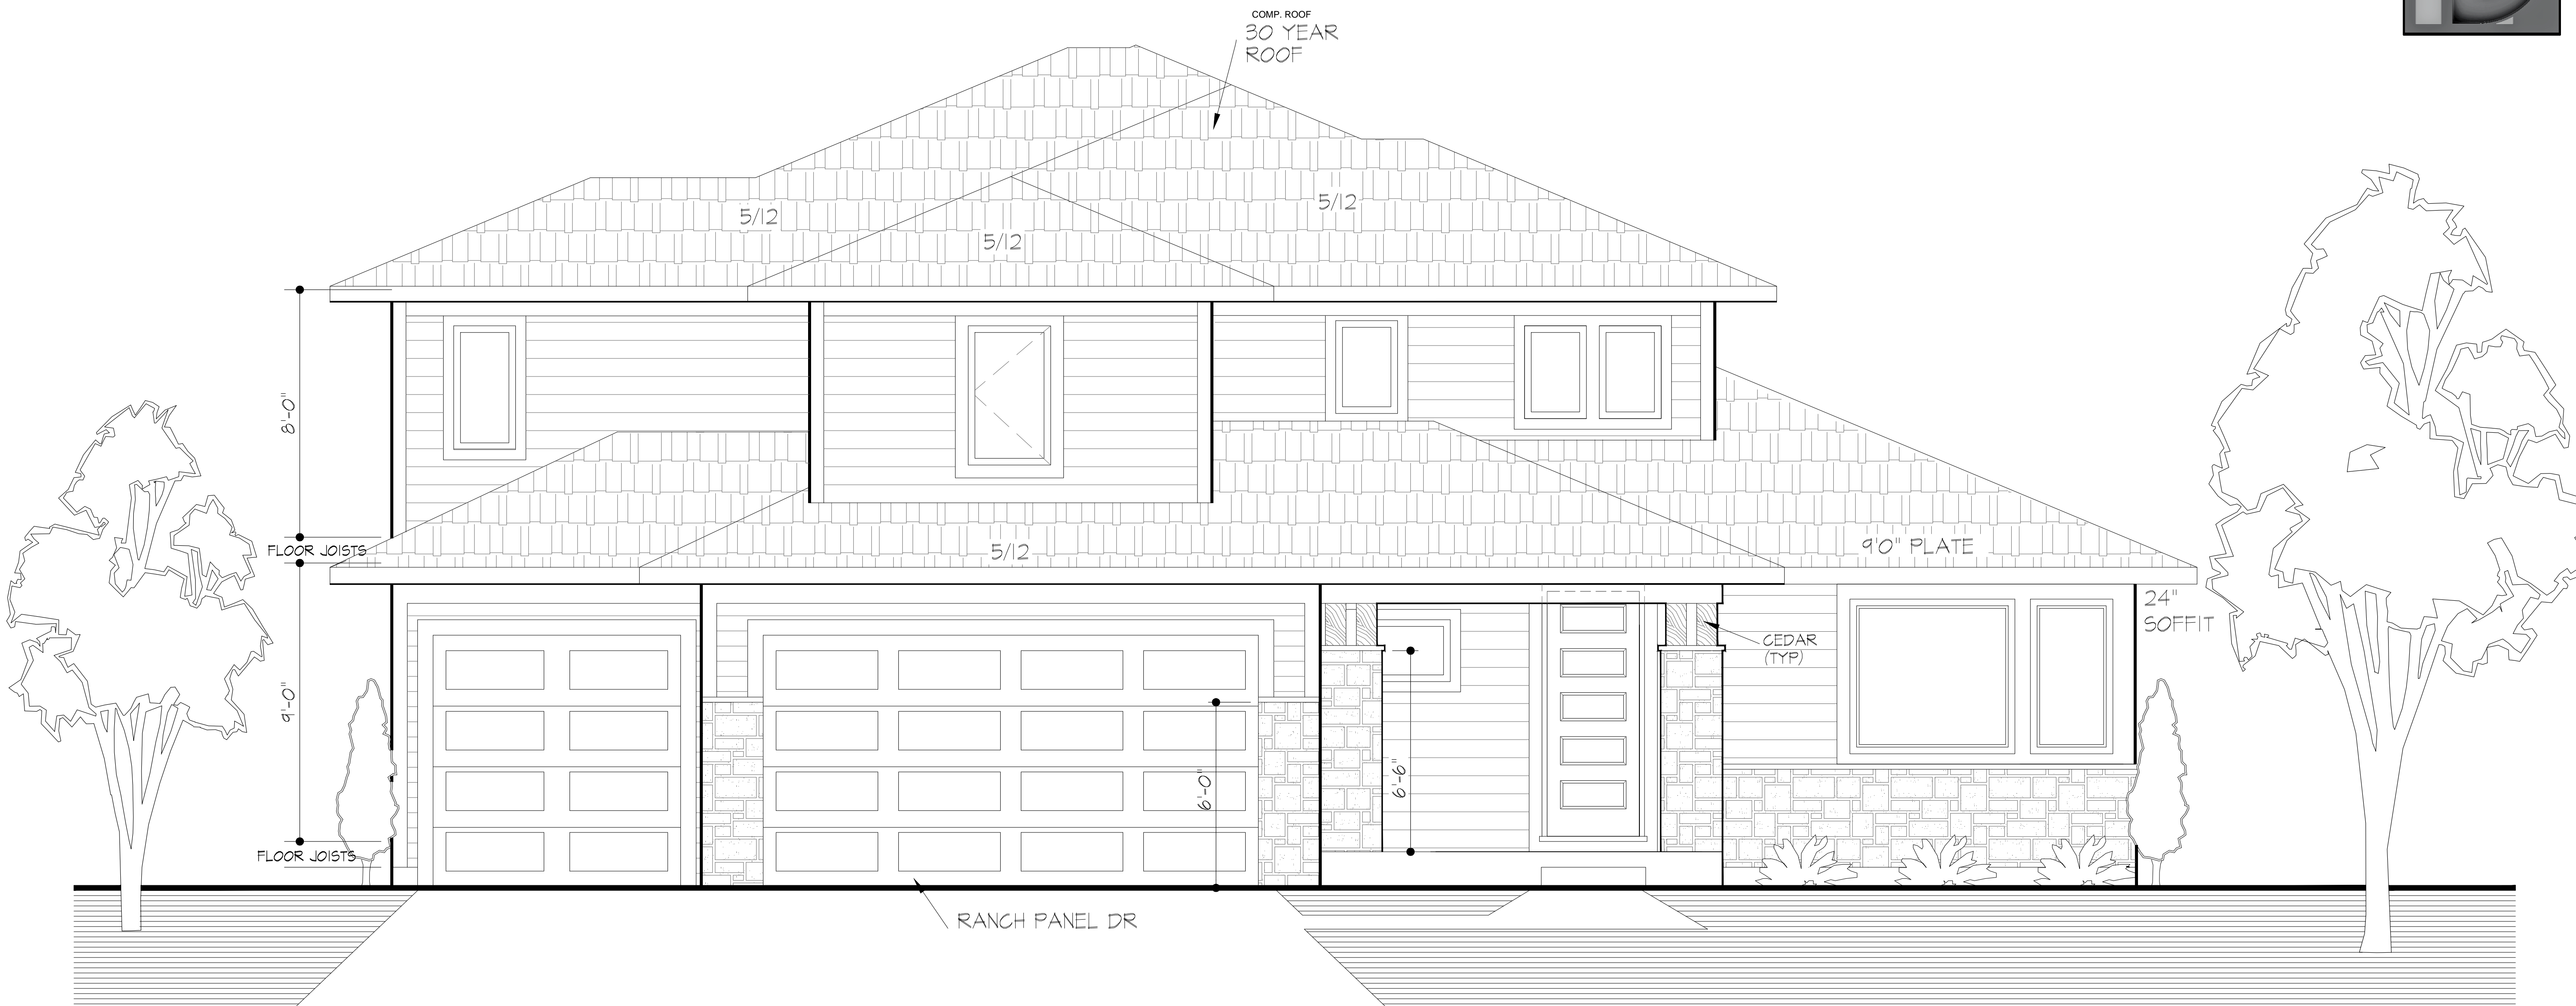 COMP. ROOF
30 YEAR
ROOF
5/12
5/12
5/12
8'-0"
FLOOR JOISTS
5/12
9'0" PLATE
24"
SOFFIT
CEDAR
(TYP)
9'-0"
6'-0"
6'-6"
FLOOR JOISTS
RANCH PANEL DR